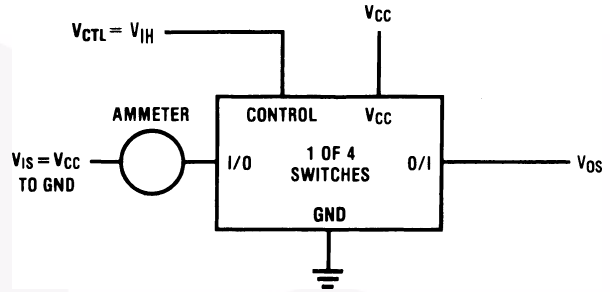 VCC
VCTL = VIH
AMMETER
CONTROL
VCC
VIS = VCC
TO GND
I/O
1 OF 4
SWITCHES
O/I
VOS
GND